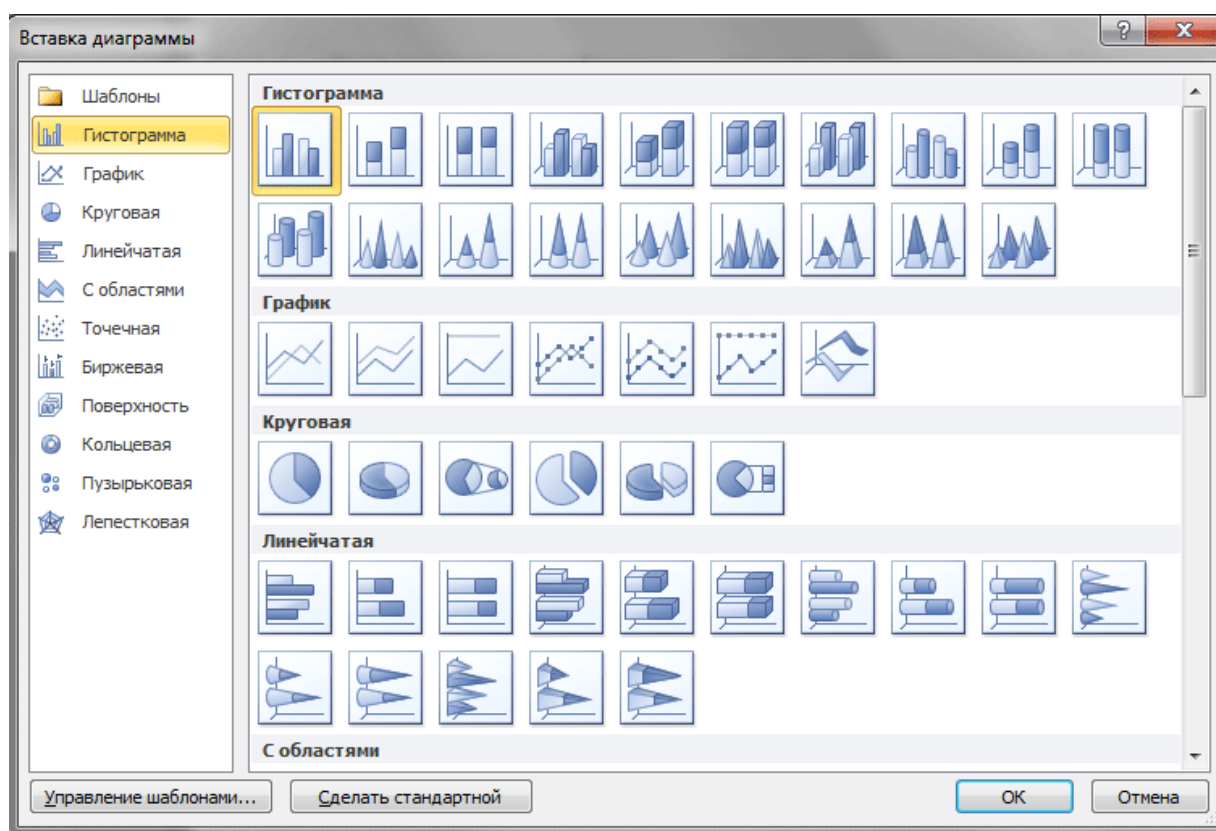 Вставка диаграммы
?
Шаблоны
Гистограмма
График
Круговая
Линейчатая
С областями
Точечная
Биржевая
Поверхность
Кольцевая
Пузырьковая
Лепестковая
Гистограмма
График
Круговая
Линейчатая
С областями
Управление шаблонами...
Сделать стандартной
ОК
Отмена